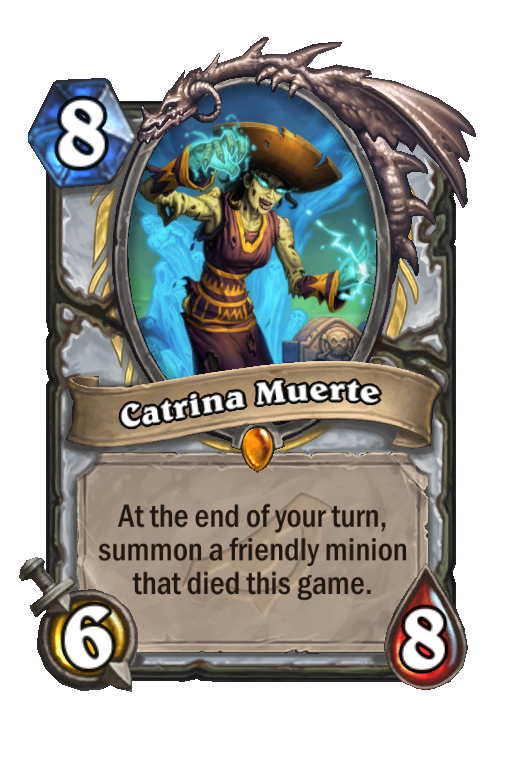 8
Catrina Muerte
At the end of your turn,
summon a friendly minion
that died this game.
6
8